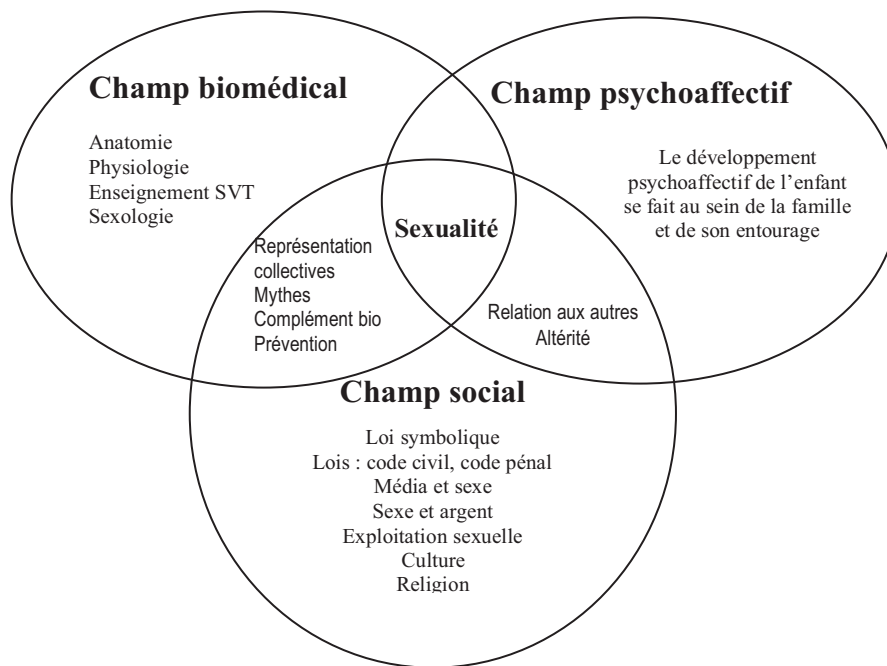 Champ biomédical
Anatomie
Physiologie
Enseignement SVT
Sexologie
Champ psychoaffectif
Le développement
psychoaffectif de l'enfant
se fait au sein de la famille
et de son entourage
Sexualité
Représentation
collectives
Mythes
Complément bio
Prévention
Relation aux autres
Altérité
Champ social
Loi symbolique
Lois : code civil, code pénal
Média et sexe
Sexe et argent
Exploitation sexuelle
Culture
Religion